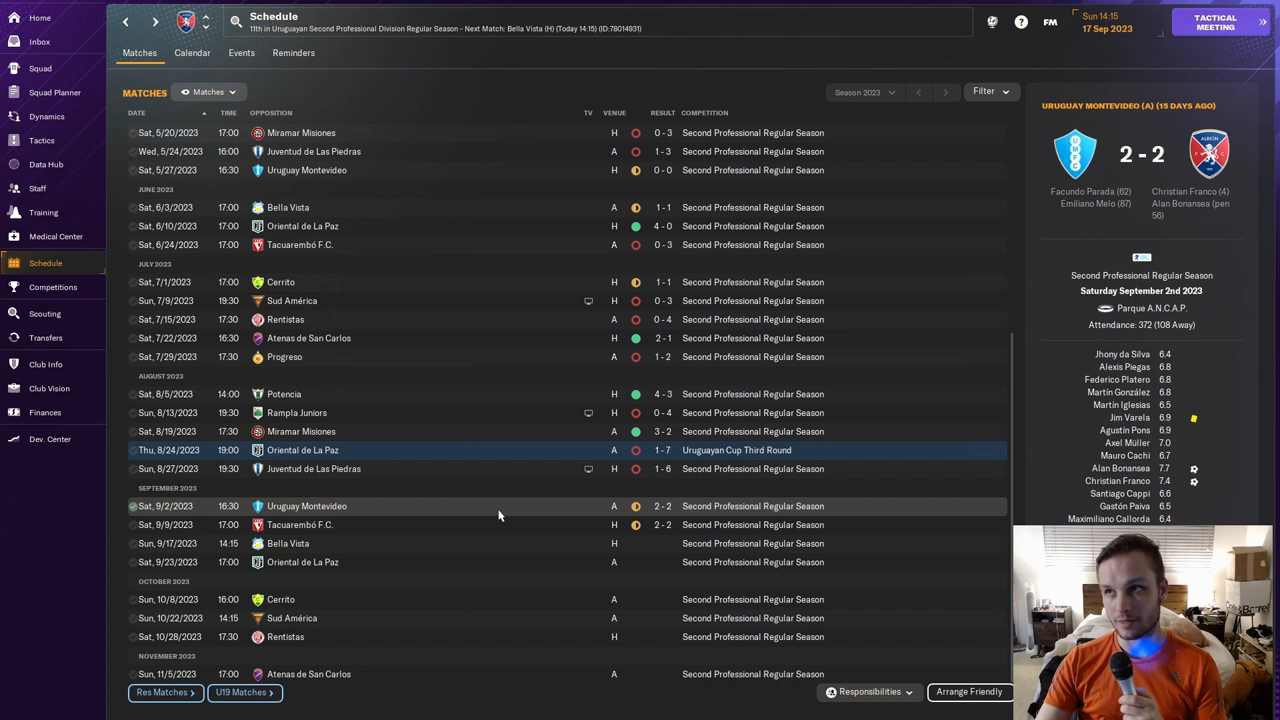 Home
Inbox
Squad
Squad Planner
Dynamics
Tactics
Data Hub
Staff
Training
Medical Center
Schedule
Competitions
Scouting
Transfers
Club Info
Club Vision
Finances
Dev. Center
Schedule
11th in Uruguayan Second Professional Division Regular Season - Next Match: Bella Vista (H) (Today 14:15) (ID:78014931)
FM
Sun 14:15
17 Sep 2023
TACTICAL MEETING
Matches Calendar Events Reminders
MATCHES Matches Season 2023 Filter
DATE TIME OPPOSITION TV VENUE RESULT COMPETITION
Sat, 5/20/2023 17:00 Miramar Misiones H 0 - 3 Second Professional Regular Season
Wed, 5/24/2023 16:00 Juventud de Las Piedras A 1 - 3 Second Professional Regular Season
Sat, 5/27/2023 16:30 Uruguay Montevideo H 0 - 0 Second Professional Regular Season
JUNE 2023
Sat, 6/3/2023 17:00 Bella Vista A 1 - 1 Second Professional Regular Season
Sat, 6/10/2023 17:00 Oriental de La Paz H 4 - 0 Second Professional Regular Season
Sat, 6/24/2023 17:00 Tacuarembó F.C. A 0 - 3 Second Professional Regular Season
JULY 2023
Sat, 7/1/2023 17:00 Cerrito H 1 - 1 Second Professional Regular Season
Sun, 7/9/2023 19:30 Sud América H 0 - 3 Second Professional Regular Season
Sat, 7/15/2023 17:30 Rentistas A 0 - 4 Second Professional Regular Season
Sat, 7/22/2023 16:30 Atenas de San Carlos H 2 - 1 Second Professional Regular Season
Sat, 7/29/2023 17:30 Progreso A 1 - 2 Second Professional Regular Season
AUGUST 2023
Sat, 8/5/2023 14:00 Potencia H 4 - 3 Second Professional Regular Season
Sun, 8/13/2023 19:30 Rampla Juniors H 0 - 4 Second Professional Regular Season
Sat, 8/19/2023 17:30 Miramar Misiones A 3 - 2 Second Professional Regular Season
Thu, 8/24/2023 19:00 Oriental de La Paz A 1 - 7 Uruguayan Cup Third Round
Sun, 8/27/2023 19:30 Juventud de Las Piedras H 1 - 6 Second Professional Regular Season
SEPTEMBER 2023
Sat, 9/2/2023 16:30 Uruguay Montevideo A 2 - 2 Second Professional Regular Season
Sat, 9/9/2023 17:00 Tacuarembó F.C. H 2 - 2 Second Professional Regular Season
Sun, 9/17/2023 14:15 Bella Vista H Second Professional Regular Season
Sat, 9/23/2023 17:00 Oriental de La Paz A Second Professional Regular Season
OCTOBER 2023
Sun, 10/8/2023 16:00 Cerrito A Second Professional Regular Season
Sun, 10/22/2023 14:15 Sud América A Second Professional Regular Season
Sat, 10/28/2023 17:30 Rentistas H Second Professional Regular Season
NOVEMBER 2023
Sun, 11/5/2023 17:00 Atenas de San Carlos A Second Professional Regular Season
Res Matches U19 Matches Responsibilities Arrange Friendly
URUGUAY MONTEVIDEO (A) (15 DAYS AGO)
2 - 2
Facundo Parada (62)
Emiliano Melo (87)
Christian Franco (4)
Alan Bonansea (pen
56)
Second Professional Regular Season
Saturday September 2nd 2023
Parque A.N.C.A.P.
Attendance: 372 (108 Away)
Jhony da Silva 6.4
Alexis Piegas 6.8
Federico Platero 6.8
Martín González 6.8
Martín Iglesias 6.5
Jim Varela 6.9
Agustín Pons 6.9
Axel Müller 7.0
Mauro Cachi 6.7
Alan Bonansea 7.7
Christian Franco 7.4
Santiago Cappi 6.6
Gastón Paiva 6.5
Maximiliano Callorda 6.4